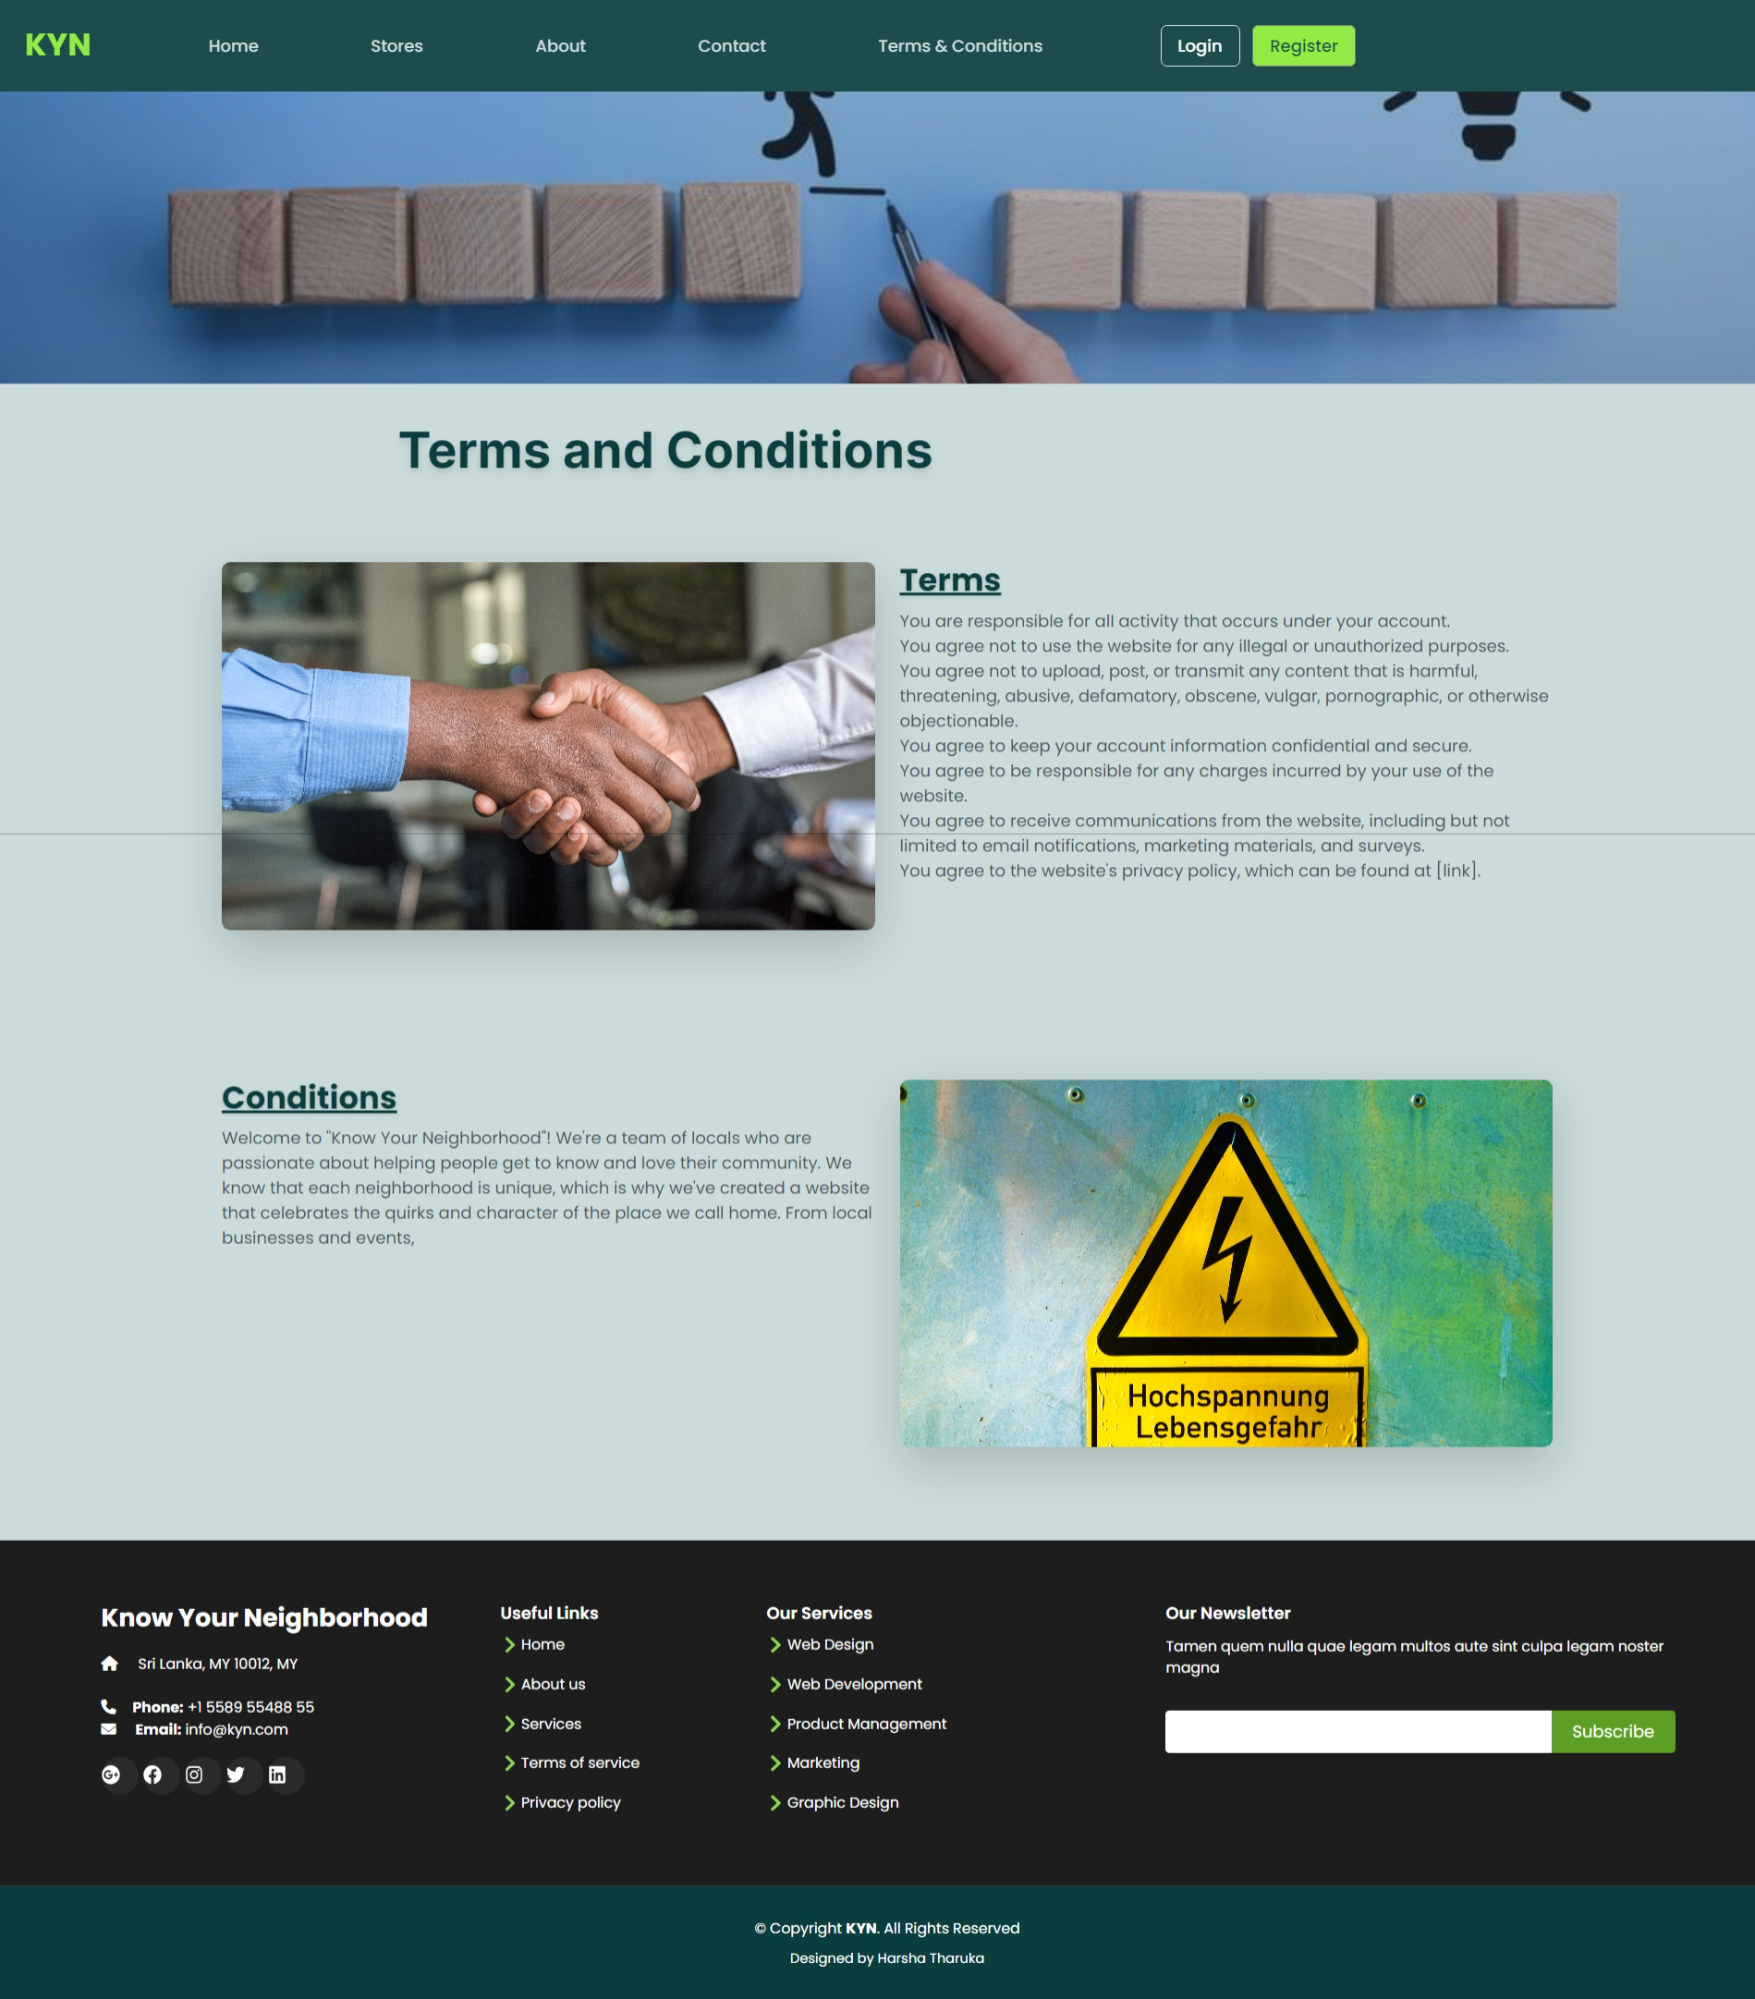 KYN
Home
Stores
About
Contact
Terms & Conditions
Login
Register
Terms and Conditions
Terms
You are responsible for all activity that occurs under your account.
You agree not to use the website for any illegal or unauthorized purposes.
You agree not to upload, post, or transmit any content that is harmful,
threatening, abusive, defamatory, obscene, vulgar, pornographic, or otherwise
objectionable.
You agree to keep your account information confidential and secure.
You agree to be responsible for any charges incurred by your use of the
website.
You agree to receive communications from the website, including but not
limited to email notifications, marketing materials, and surveys.
You agree to the website's privacy policy, which can be found at [link].
Conditions
Welcome to "Know Your Neighborhood"! We're a team of locals who are
passionate about helping people get to know and love their community. We
know that each neighborhood is unique, which is why we've created a website
that celebrates the quirks and character of the place we call home. From local
businesses and events,
Hochspannung
Lebensgefahr
Know Your Neighborhood
Sri Lanka, MY 10012, MY
Phone: +1 5589 55488 55
Email: info@kyn.com
Useful Links
Home
About us
Services
Terms of service
Privacy policy
Our Services
Web Design
Web Development
Product Management
Marketing
Graphic Design
Our Newsletter
Tamen quem nulla quae legam multos aute sint culpa legam noster
magna
Subscribe
© Copyright KYN. All Rights Reserved
Designed by Harsha Tharuka